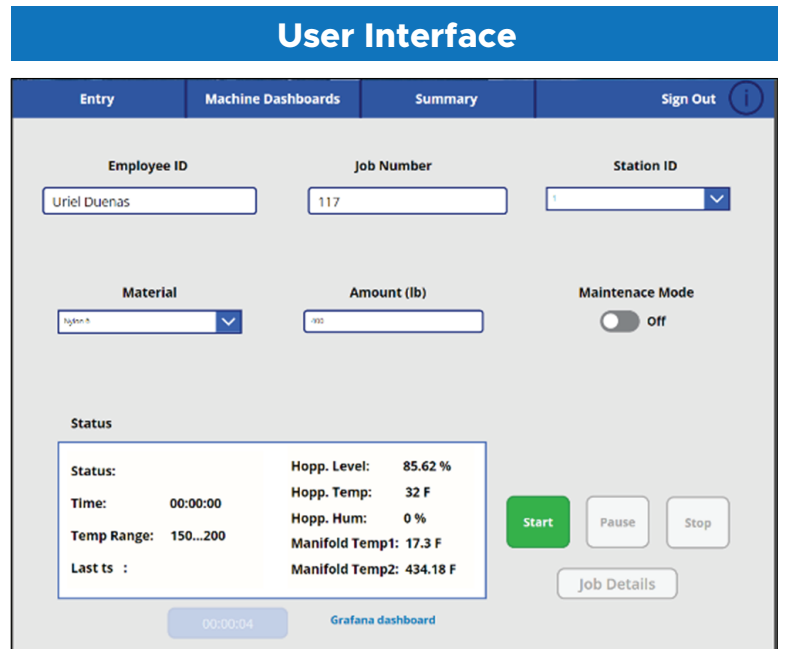 User Interface
Entry Machine Dashboards Summary Sign Out i
Employee ID Job Number Station ID
Uriel Duenas 117 1
Material Amount (lb) Maintenace Mode
400 Off
Status
Status: Hopp. Level: 85.62 %
Time: 00:00:00 Hopp. Temp: 32 F
Hopp. Hum: 0 %
Temp Range: 150...200 Manifold Temp1: 17.3 F
Last ts : Manifold Temp2: 434.18 F
Start Pause Stop
Job Details
00:00:04 Grafana dashboard